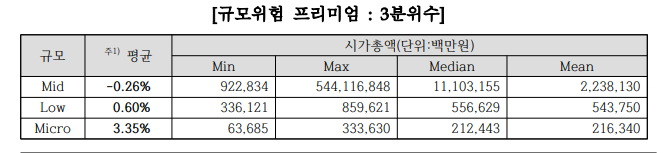 [규모위험 프리미엄 : 3분위수]
규모 주1) 평균 시가총액(단위:백만원)
Min Max Median Mean
Mid -0.26% 922,834 544,116,848 11,103,155 2,238,130
Low 0.60% 336,121 859,621 556,629 543,750
Micro 3.35% 63,685 333,630 212,443 216,340